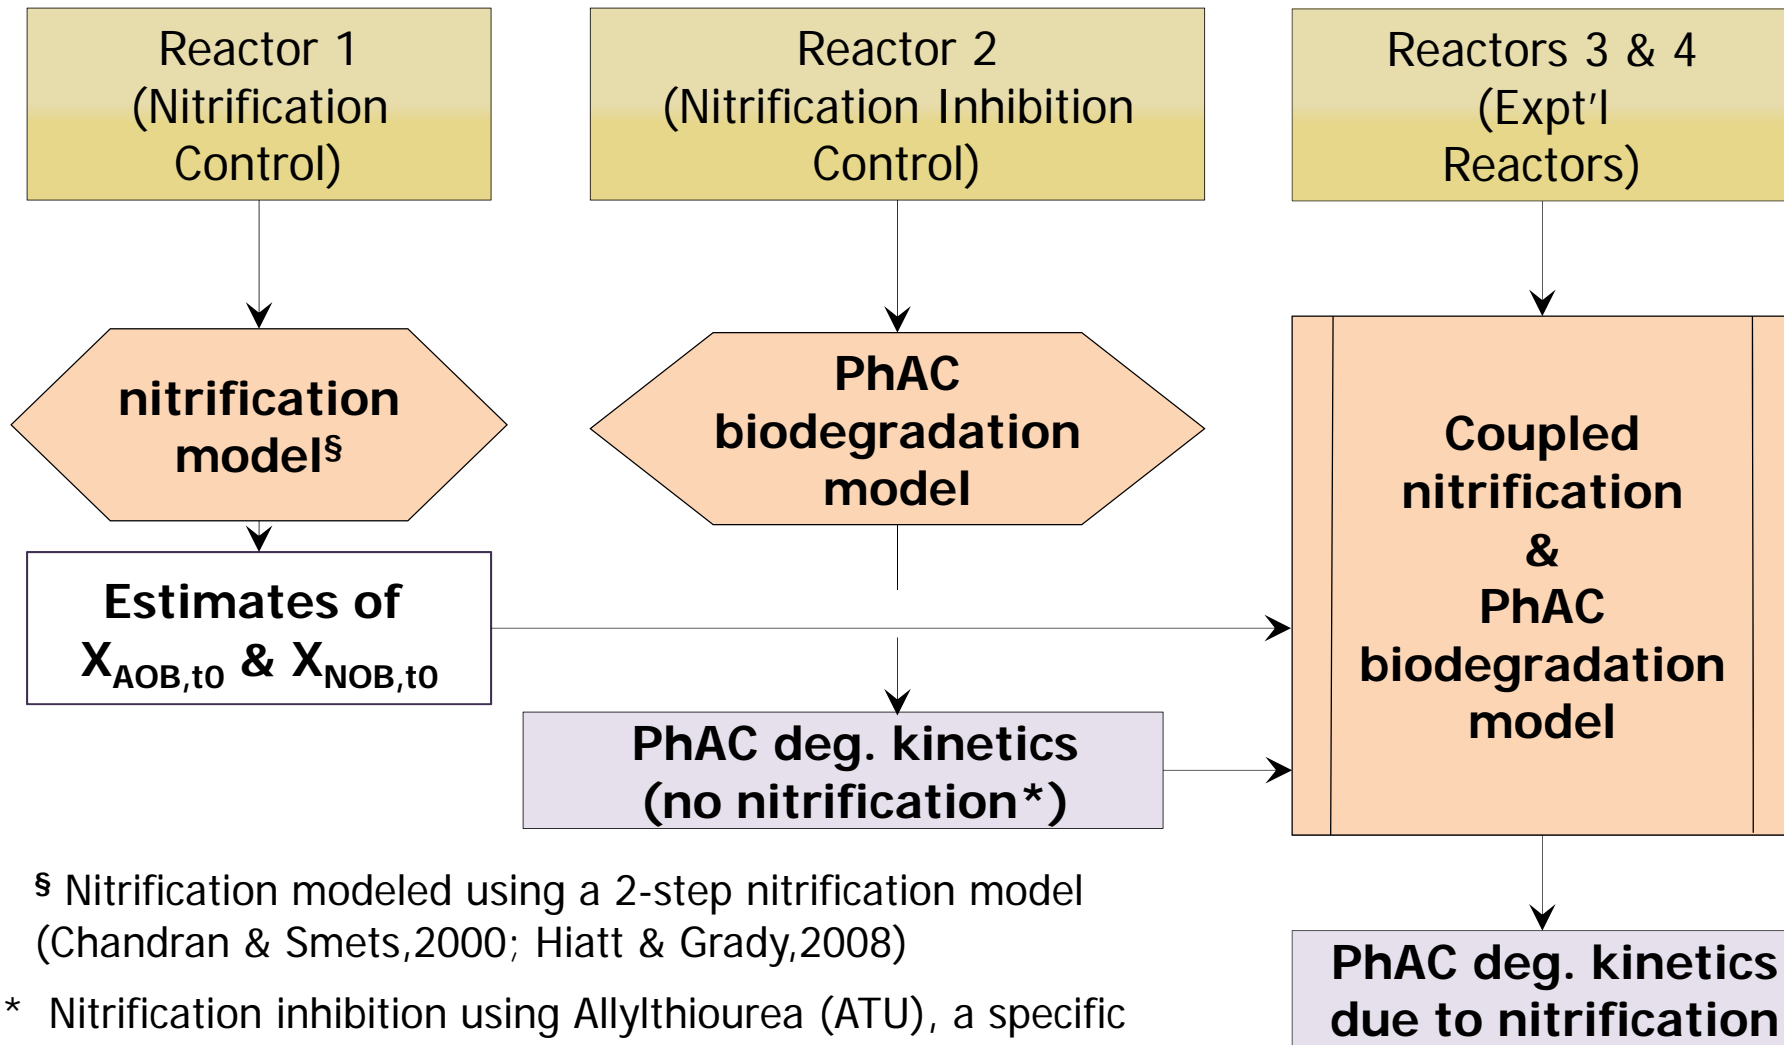 Reactor 1
(Nitrification
Control)
Reactor 2
(Nitrification Inhibition
Control)
Reactors 3 & 4
(Expt'l
Reactors)
nitrification
model§
PhAC
biodegradation
model
Coupled
nitrification
&
PhAC
biodegradation
model
Estimates of
X_AOB,t0 & X_NOB,t0
PhAC deg. kinetics
(no nitrification*)
§ Nitrification modeled using a 2-step nitrification model
(Chandran & Smets,2000; Hiatt & Grady,2008)
* Nitrification inhibition using Allylthiourea (ATU), a specific
PhAC deg. kinetics
due to nitrification